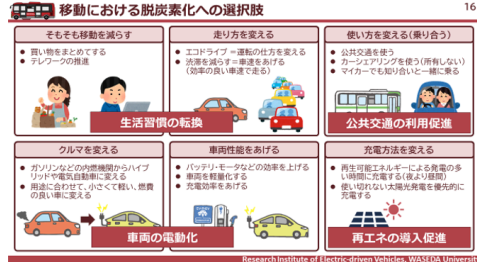 移動における脱炭素化への選択肢
16
そもそも移動を減らす
● 買い物をまとめてする
● テレワークの推進
走り方を変える
● エコドライブ＝運転の仕方を変える
● 渋滞を減らす＝車速をあげる
（効率の良い車速で走る）
生活習慣の転換
使い方を変える（乗り合う）
● 公共交通を使う
● カーシェアリングを使う（所有しない）
● マイカーでも知り合いと一緒に乗る
公共交通の利用促進
クルマを変える
● ガソリンなどの内燃機関からハイブ
リッドや電気自動車に変える
● 用途に合わせて、小さくて軽い、燃費
の良い車に変える
車両性能をあげる
● バッテリ・モータなどの効率を上げる
● 車両を軽量化する
● 充電効率をあげる
車両の電動化
充電方法を変える
● 再生可能エネルギーによる発電の多
い時間に充電する（夜より昼間）
● 使い切れない太陽光発電を優先的に
充電する
再エネの導入促進
Research Institute of Electric-driven Vehicles, WASEDA Universit